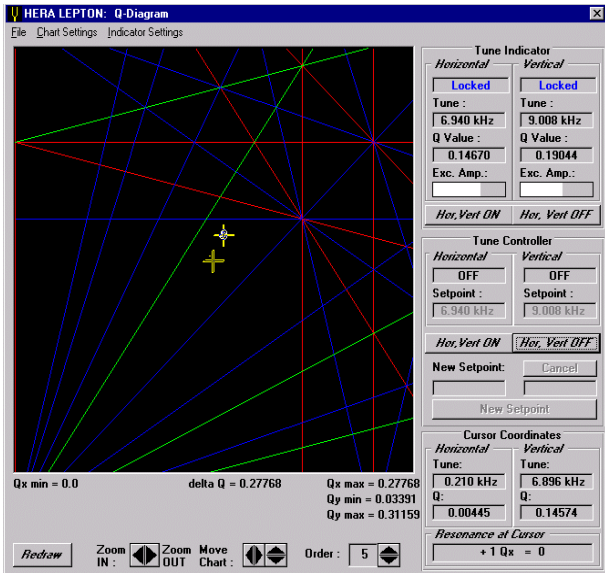 HERA LEPTON: Q-Diagram
File Chart Settings Indicator Settings
Tune Indicator
Horizontal Vertical
Locked Locked
Tune : Tune :
6.940 kHz 9.008 kHz
Q Value : Q Value :
0.14670 0.19044
Exc. Amp.: Exc. Amp.:
Hor,Vert ON Hor, Vert OFF
Tune Controller
Horizontal Vertical
OFF OFF
Setpoint : Setpoint :
6.940 kHz 9.008 kHz
Hor,Vert ON Hor, Vert OFF
New Setpoint: Cancel
New Setpoint
Cursor Coordinates
Horizontal Vertical
Tune: Tune:
0.210 kHz 6.896 kHz
Q: Q:
0.00445 0.14574
Resonance at Cursor
+ 1 Qx = 0
Qx min = 0.0 delta Q = 0.27768 Qx max = 0.27768
Qy min = 0.03391
Qy max = 0.31159
Redraw Zoom IN : Zoom OUT Move Chart : Order : 5